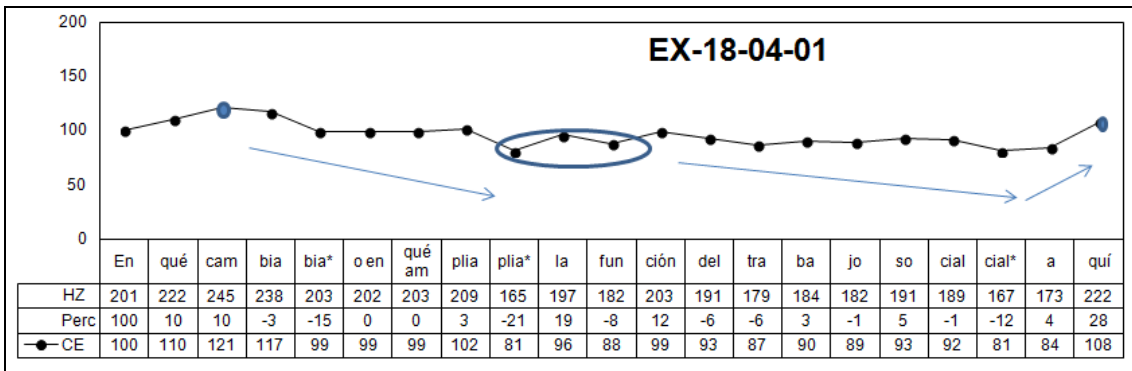 EX-18-04-01
200
150
100
50
0
En qué cam bia bia* o en qué am plia plia* la fun ción del tra ba jo so cial cial* a quí
HZ 201 222 245 238 203 202 203 209 165 197 182 203 191 179 184 182 191 189 167 173 222
Perc 100 10 10 -3 -15 0 0 3 -21 19 -8 12 -6 -6 3 -1 5 -1 -12 4 28
CE 100 110 121 117 99 99 99 102 81 96 88 99 93 87 90 89 93 92 81 84 108